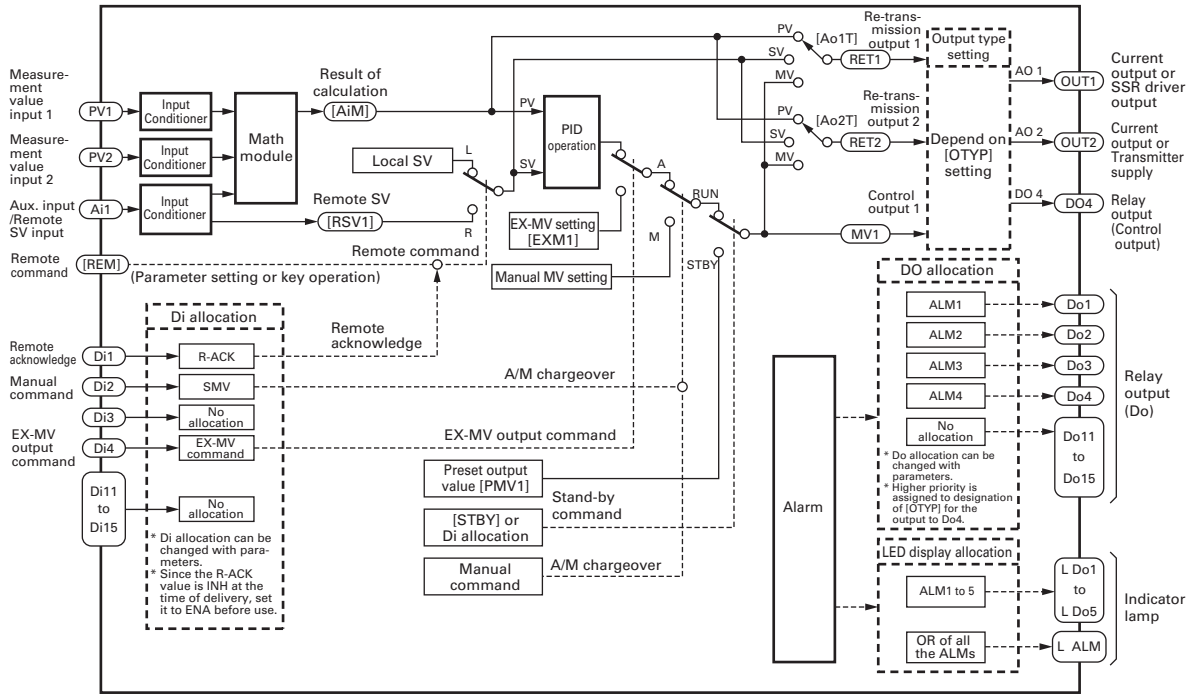 Measure-
ment
value
input 1
PV1
Input
Conditioner
Measure-
ment
value
input 2
PV2
Input
Conditioner
Aux. input
/Remote
SV input
Ai1
Input
Conditioner
Math
module
Result of
calculation
[AiM]
Local SV
L
Remote SV
[RSV1]
R
Remote
command
[REM]
(Parameter setting or key operation)
Remote command
PV
SV
PID
operation
EX-MV setting
[EXM1]
A
M
Manual MV setting
RUN
STBY
PV
SV
MV
[Ao1T]
Re-trans-
mission
output 1
RET1
PV
SV
MV
[Ao2T]
Re-trans-
mission
output 2
RET2
Control
output 1
MV1
Output type
setting
Depend on
[OTYP]
setting
AO 1
OUT1
Current
output or
SSR driver
output
AO 2
OUT2
Current
output or
Transmitter
supply
DO 4
DO4
Relay
output
(Control
output)
Di allocation
Remote
acknowledge
Di1
R-ACK
Remote
acknowledge
Manual
command
Di2
SMV
A/M chargeover
Di3
No
allocation
EX-MV
output
command
Di4
EX-MV
command
EX-MV output command
Di11
to
Di15
No
allocation
* Di allocation can be
changed with para-
meters.
* Since the R-ACK
value is INH at the
time of delivery, set
it to ENA before use.
Preset output
value [PMV1]
[STBY] or
Di allocation
Stand-by
command
Manual
command
A/M chargeover
Alarm
DO allocation
ALM1
Do1
ALM2
Do2
ALM3
Do3
ALM4
Do4
No
allocation
Do11
to
Do15
Relay
output
(Do)
* Do allocation can be
changed with
parameters.
* Higher priority is
assigned to designation
of [OTYP] for the
output to Do4.
LED display allocation
ALM1 to 5
L Do1
to
L Do5
OR of all
the ALMs
L ALM
Indicator
lamp